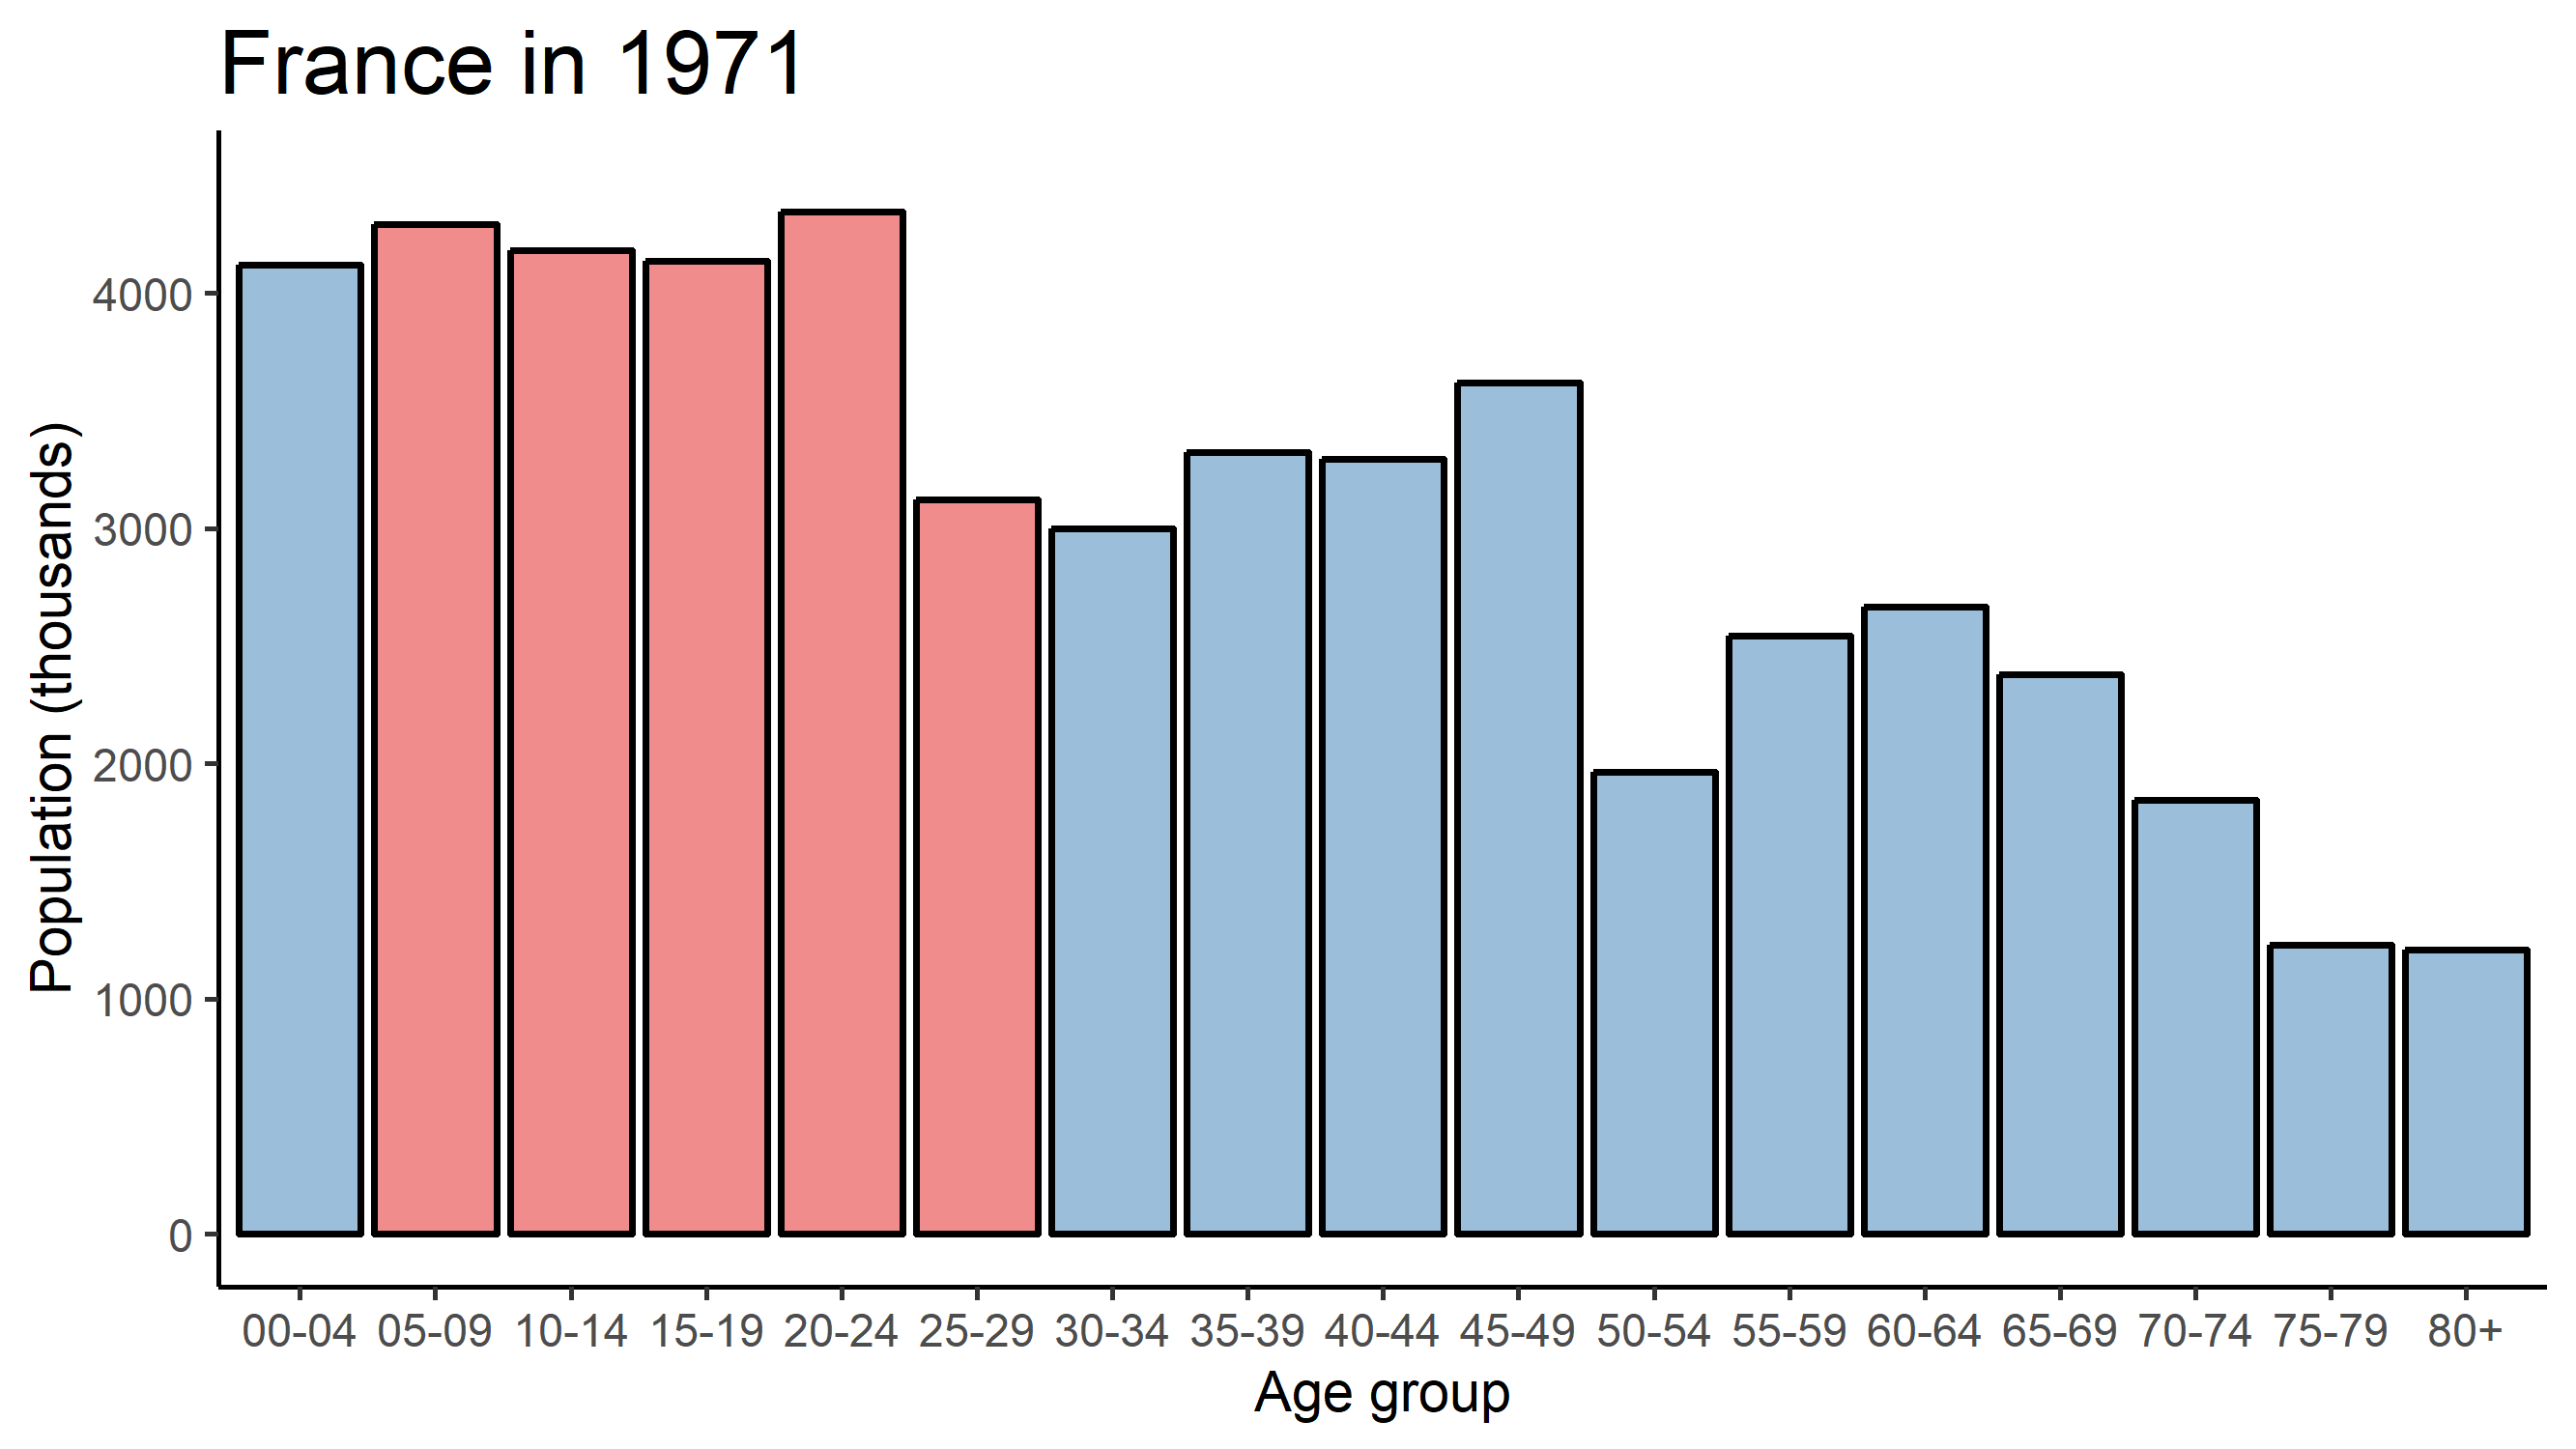 France in 1971
Population (thousands)
4000
3000
2000
1000
0
00-04 05-09 10-14 15-19 20-24 25-29 30-34 35-39 40-44 45-49 50-54 55-59 60-64 65-69 70-74 75-79 80+
Age group